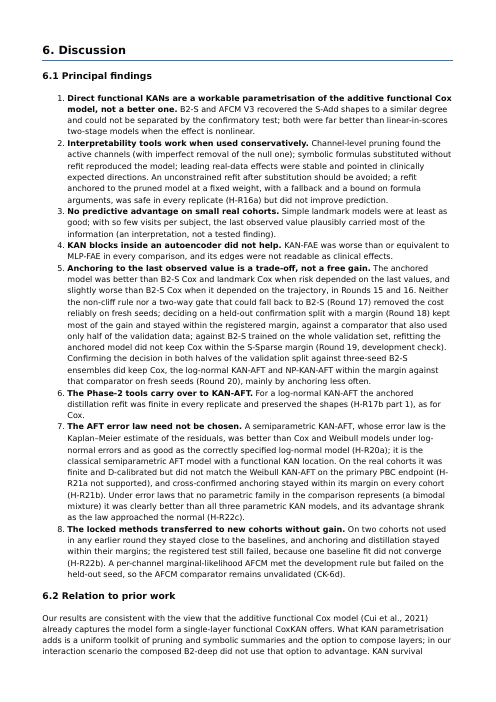 6. Discussion
6.1 Principal findings
1. Direct functional KANs are a workable parametrisation of the additive functional Cox
model, not a better one. B2-S and AFCM V3 recovered the S-Add shapes to a similar degree
and could not be separated by the confirmatory test; both were far better than linear-in-scores
two-stage models when the effect is nonlinear.
2. Interpretability tools work when used conservatively. Channel-level pruning found the
active channels (with imperfect removal of the null one); symbolic formulas substituted without
refit reproduced the model; leading real-data effects were stable and pointed in clinically
expected directions. An unconstrained refit after substitution should be avoided; a refit
anchored to the pruned model at a fixed weight, with a fallback and a bound on formula
arguments, was safe in every replicate (H-R16a) but did not improve prediction.
3. No predictive advantage on small real cohorts. Simple landmark models were at least as
good; with so few visits per subject, the last observed value plausibly carried most of the
information (an interpretation, not a tested finding).
4. KAN blocks inside an autoencoder did not help. KAN-FAE was worse than or equivalent to
MLP-FAE in every comparison, and its edges were not readable as clinical effects.
5. Anchoring to the last observed value is a trade-off, not a free gain. The anchored
model was better than B2-S Cox and landmark Cox when risk depended on the last values, and
slightly worse than B2-S Cox when it depended on the trajectory, in Rounds 15 and 16. Neither
the non-cliff rule nor a two-way gate that could fall back to B2-S (Round 17) removed the cost
reliably on fresh seeds; deciding on a held-out confirmation split with a margin (Round 18) kept
most of the gain and stayed within the registered margin, against a comparator that also used
only half of the validation data; against B2-S trained on the whole validation set, refitting the
anchored model did not keep Cox within the S-Sparse margin (Round 19, development check).
Confirming the decision in both halves of the validation split against three-seed B2-S
ensembles did keep Cox, the log-normal KAN-AFT and NP-KAN-AFT within the margin against
that comparator on fresh seeds (Round 20), mainly by anchoring less often.
6. The Phase-2 tools carry over to KAN-AFT. For a log-normal KAN-AFT the anchored
distillation refit was finite in every replicate and preserved the shapes (H-R17b part 1), as for
Cox.
7. The AFT error law need not be chosen. A semiparametric KAN-AFT, whose error law is the
Kaplan–Meier estimate of the residuals, was better than Cox and Weibull models under log-
normal errors and as good as the correctly specified log-normal model (H-R20a); it is the
classical semiparametric AFT model with a functional KAN location. On the real cohorts it was
finite and D-calibrated but did not match the Weibull KAN-AFT on the primary PBC endpoint (H-
R21a not supported), and cross-confirmed anchoring stayed within its margin on every cohort
(H-R21b). Under error laws that no parametric family in the comparison represents (a bimodal
mixture) it was clearly better than all three parametric KAN models, and its advantage shrank
as the law approached the normal (H-R22c).
8. The locked methods transferred to new cohorts without gain. On two cohorts not used
in any earlier round they stayed close to the baselines, and anchoring and distillation stayed
within their margins; the registered test still failed, because one baseline fit did not converge
(H-R22b). A per-channel marginal-likelihood AFCM met the development rule but failed on the
held-out seed, so the AFCM comparator remains unvalidated (CK-6d).
6.2 Relation to prior work
Our results are consistent with the view that the additive functional Cox model (Cui et al., 2021)
already captures the model form a single-layer functional CoxKAN offers. What KAN parametrisation
adds is a uniform toolkit of pruning and symbolic summaries and the option to compose layers; in our
interaction scenario the composed B2-deep did not use that option to advantage. KAN survival